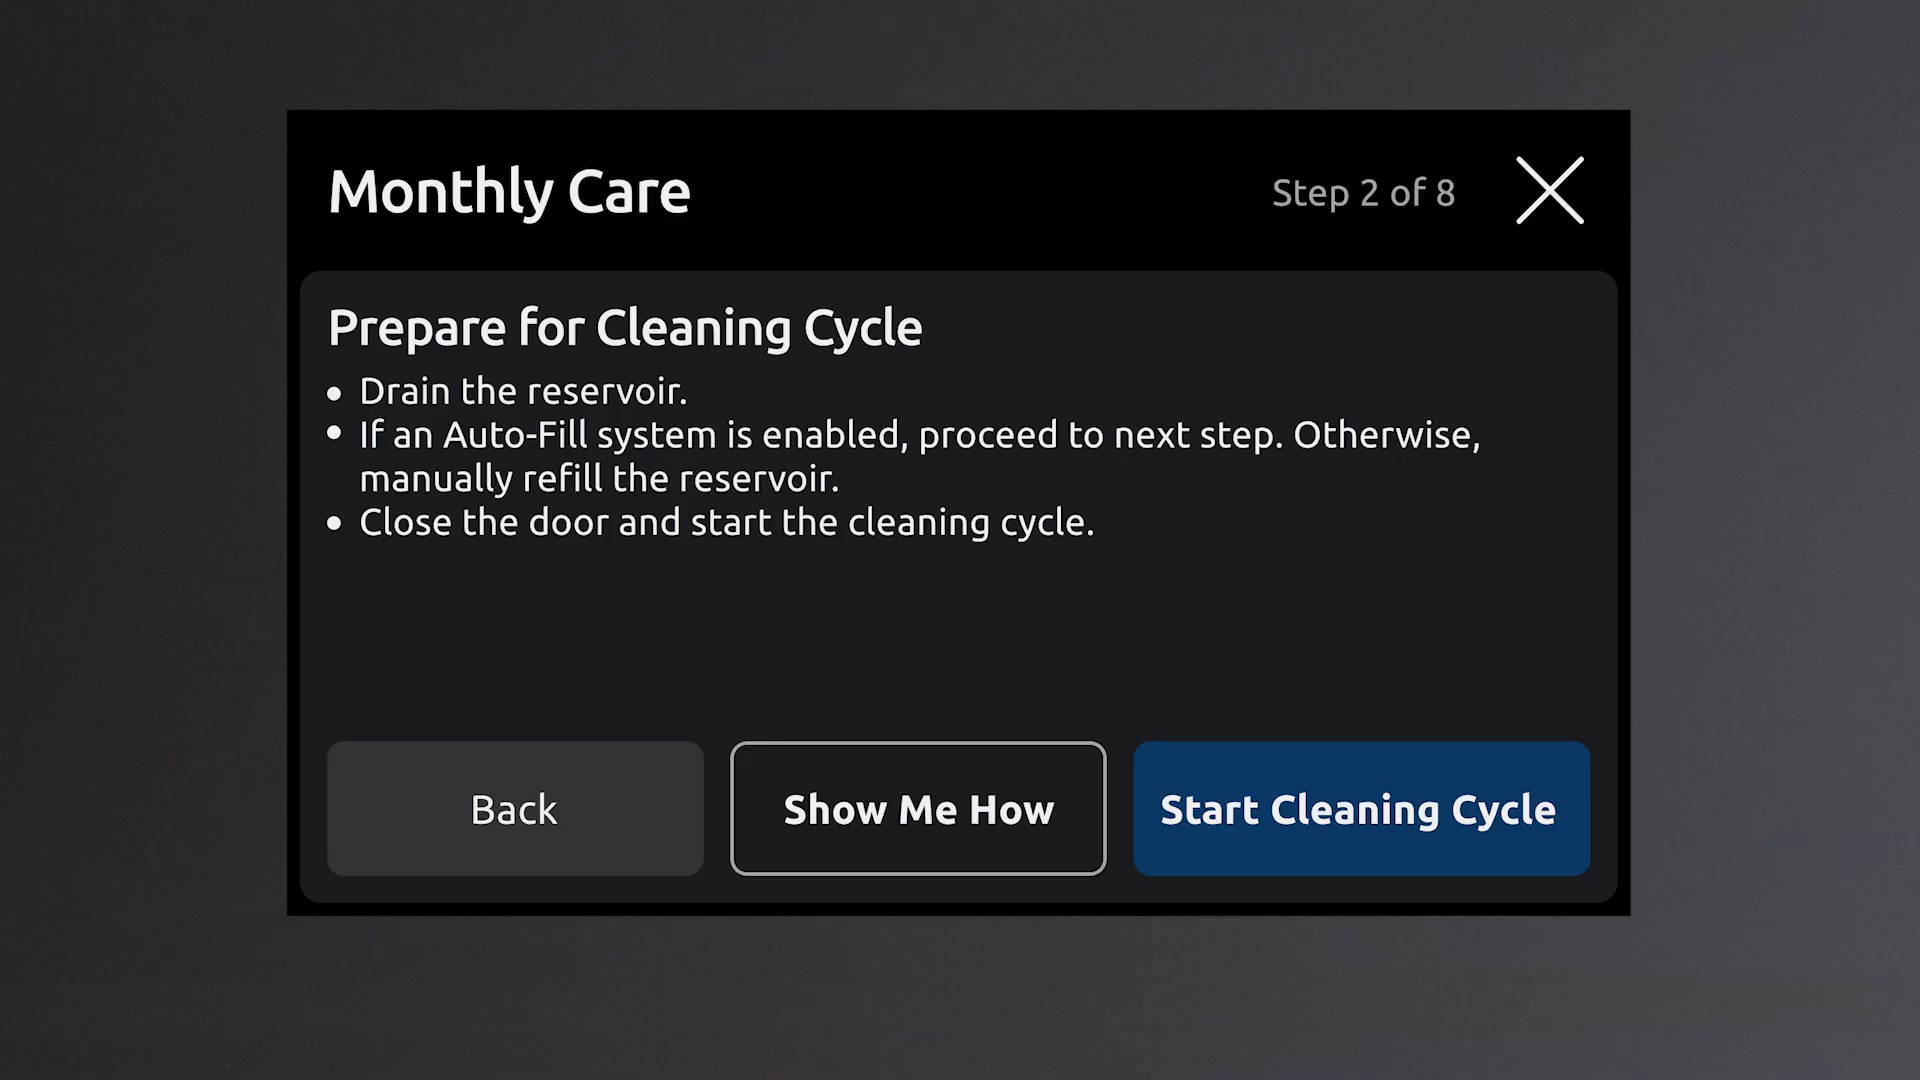 Monthly Care
Step 2 of 8
Prepare for Cleaning Cycle
• Drain the reservoir.
• If an Auto-Fill system is enabled, proceed to next step. Otherwise,
manually refill the reservoir.
• Close the door and start the cleaning cycle.
Back
Show Me How
Start Cleaning Cycle